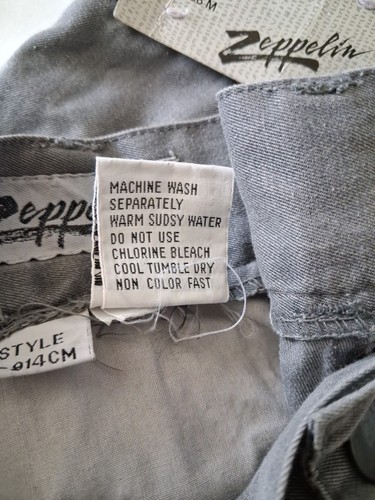 Zeppelin
Zeppe
MACHINE WASH
SEPARATELY
WARM SUDSY WATER
DO NOT USE
CHLORINE BLEACH
COOL TUMBLE DRY
NON COLOR FAST
STYLE
914CM